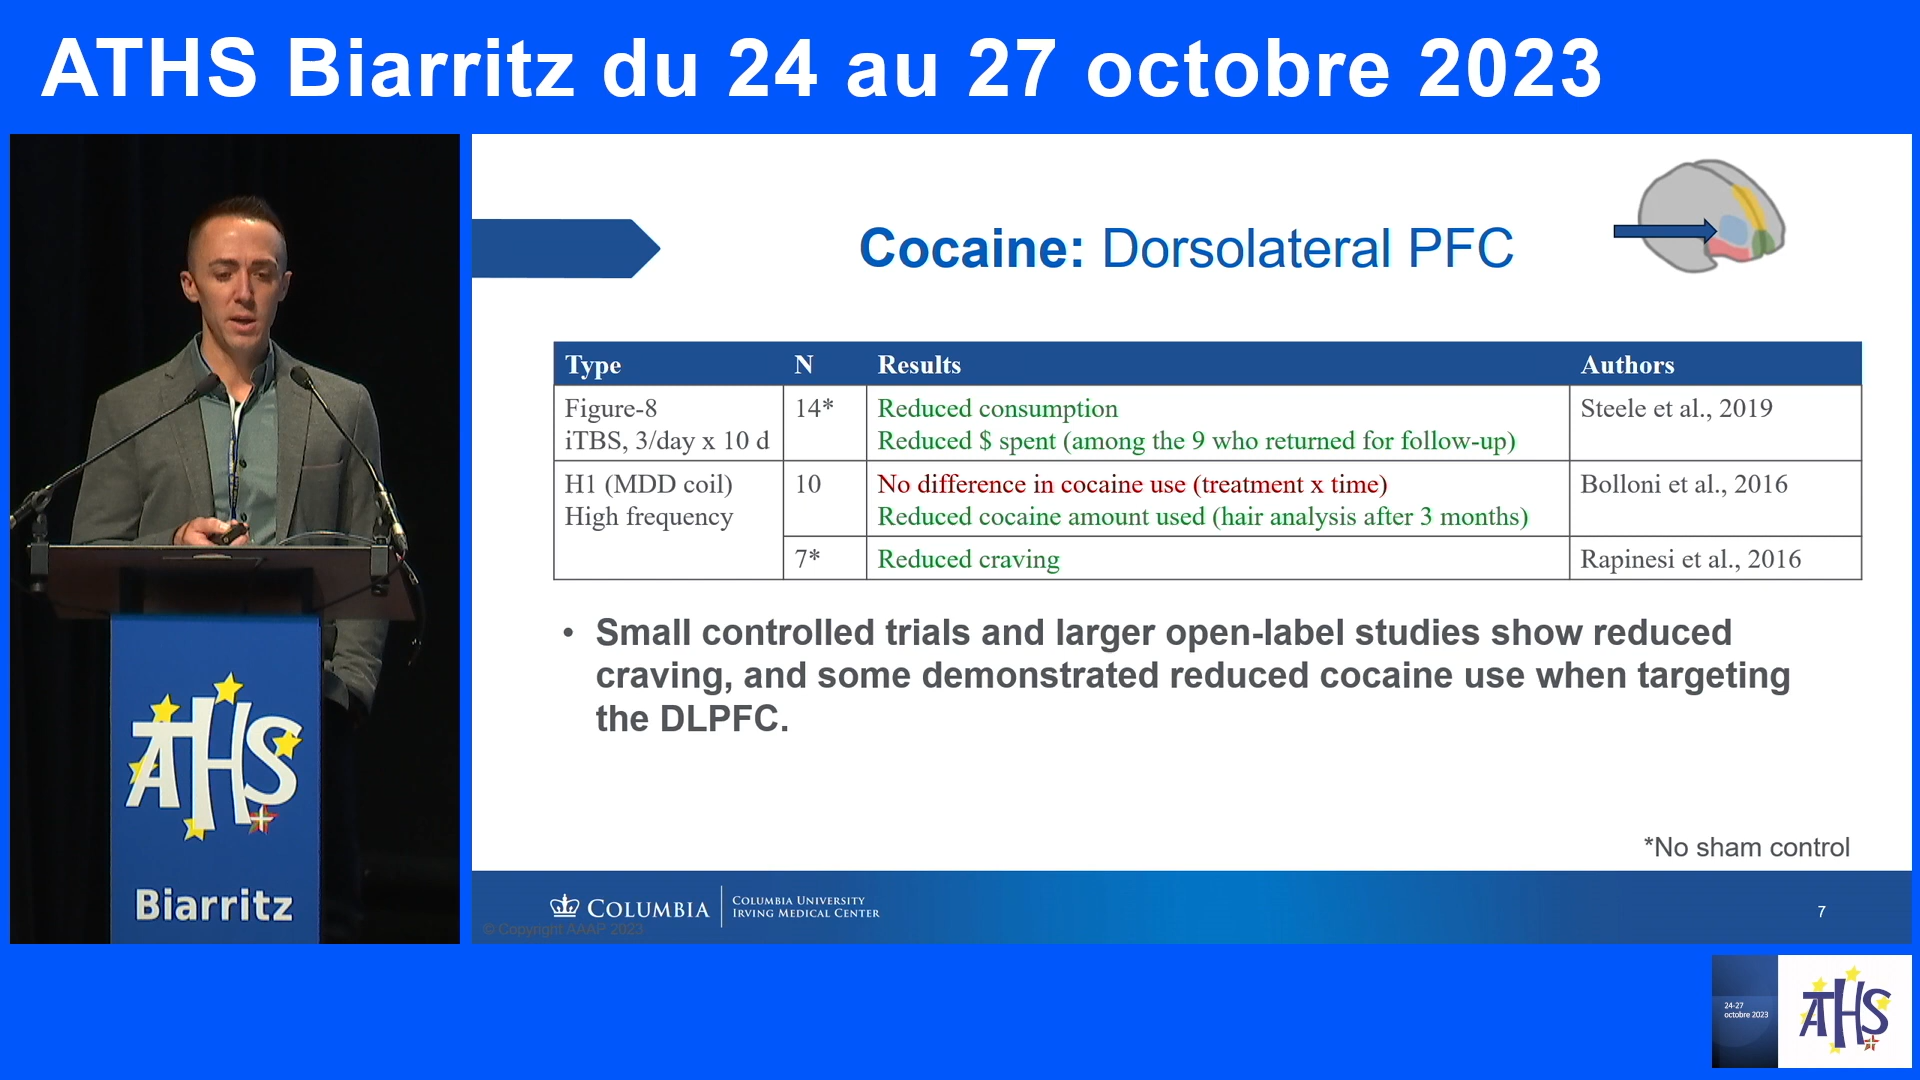 ATHS Biarritz du 24 au 27 octobre 2023
ATHS
Biarritz
Cocaine: Dorsolateral PFC
Type N Results Authors
Figure-8 14* Reduced consumption Steele et al., 2019
iTBS, 3/day x 10 d Reduced $ spent (among the 9 who returned for follow-up)
H1 (MDD coil) 10 No difference in cocaine use (treatment x time) Bolloni et al., 2016
High frequency Reduced cocaine amount used (hair analysis after 3 months)
7* Reduced craving Rapinesi et al., 2016
• Small controlled trials and larger open-label studies show reduced
craving, and some demonstrated reduced cocaine use when targeting
the DLPFC.
*No sham control
COLUMBIA
COLUMBIA UNIVERSITY
IRVING MEDICAL CENTER
© Copyright AAAP 2023
7
24-27
octobre 2023
ATHS